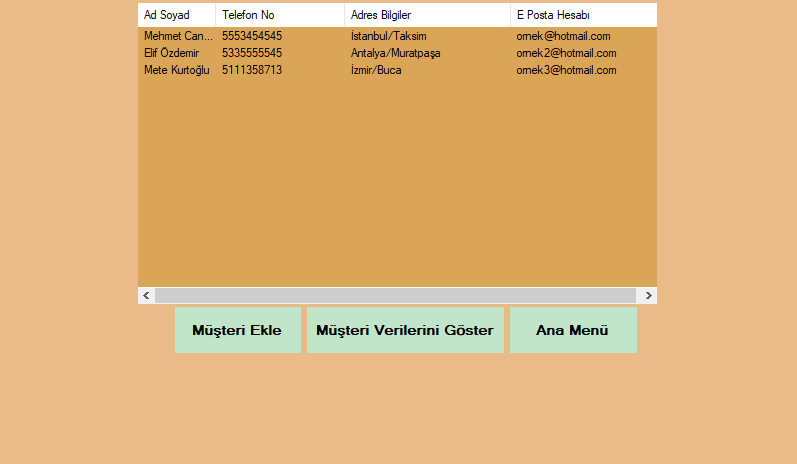 Ad Soyad Telefon No Adres Bilgiler E Posta Hesabı
Mehmet Can... 5553454545 İstanbul/Taksim ornek@hotmail.com
Elif Özdemir 5335555545 Antalya/Muratpaşa ornek2@hotmail.com
Mete Kurtoğlu 5111358713 İzmir/Buca ornek3@hotmail.com
Müşteri Ekle Müşteri Verilerini Göster Ana Menü